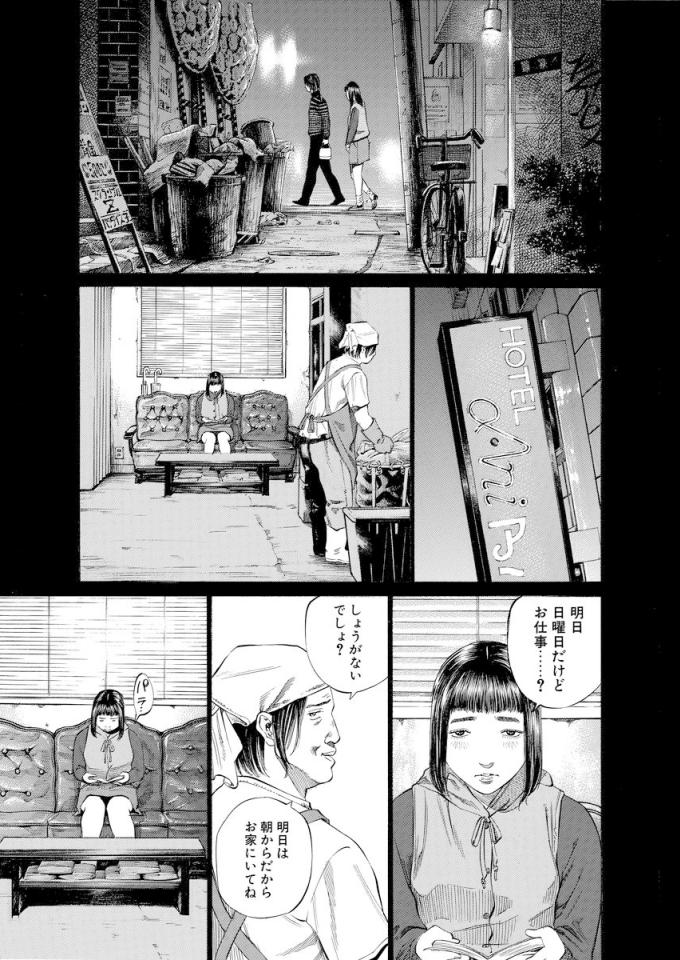 HOTEL
明日
日曜日だけど
お仕事……?
しょうがない
でしょ?
明日は
朝からだから
お家にいてね
パラ…